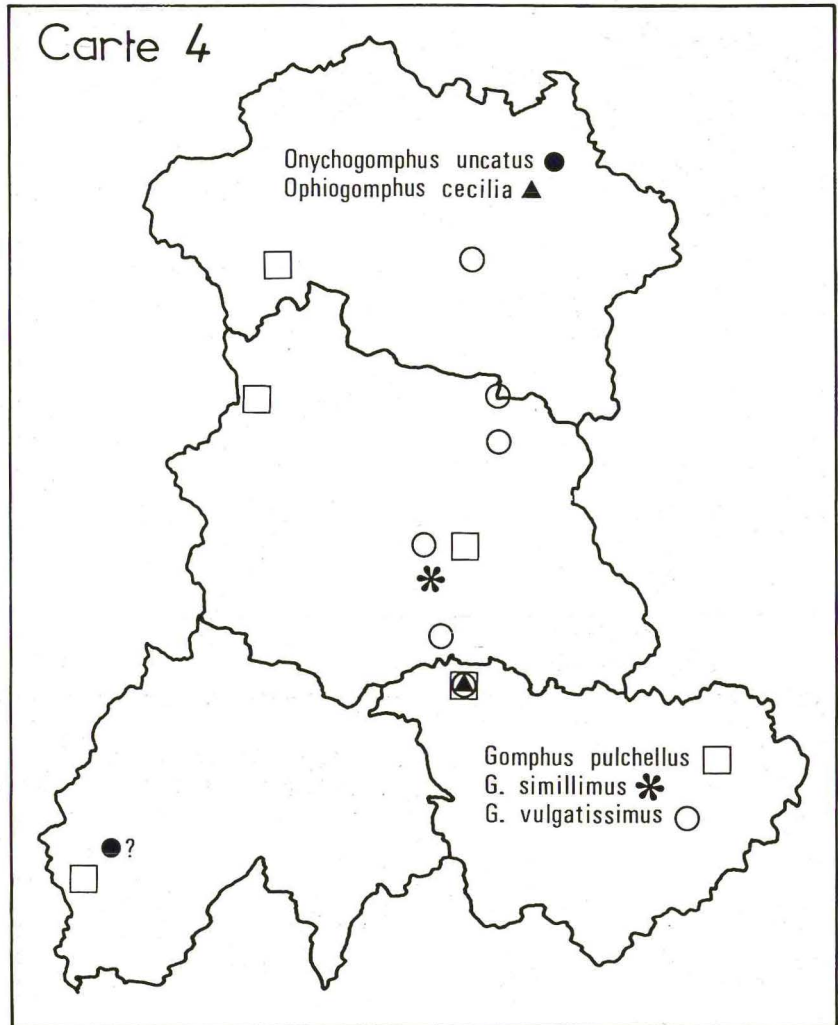 Carte 4
Onychogomphus uncatus ●
Ophiogomphus cecilia ▲
Gomphus pulchellus □
G. simillimus ✻
G. vulgatissimus ○
?